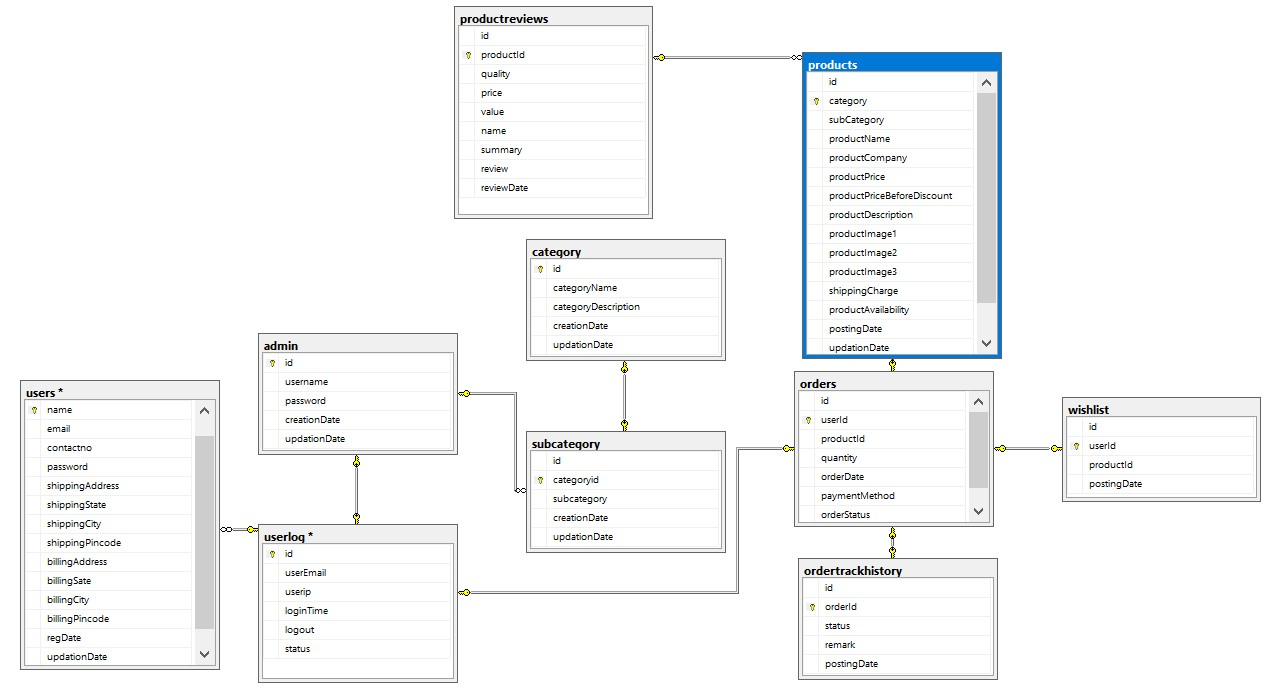 productreviews
id
productId
quality
price
value
name
summary
review
reviewDate
products
id
category
subCategory
productName
productCompany
productPrice
productPriceBeforeDiscount
productDescription
productImage1
productImage2
productImage3
shippingCharge
productAvailability
postingDate
updationDate
category
id
categoryName
categoryDescription
creationDate
updationDate
admin
id
username
password
creationDate
updationDate
users *
name
email
contactno
password
shippingAddress
shippingState
shippingCity
shippingPincode
billingAddress
billingSate
billingCity
billingPincode
regDate
updationDate
subcategory
id
categoryid
subcategory
creationDate
updationDate
orders
id
userId
productId
quantity
orderDate
paymentMethod
orderStatus
wishlist
id
userId
productId
postingDate
userlog *
id
userEmail
userip
loginTime
logout
status
ordertrackhistory
id
orderId
status
remark
postingDate